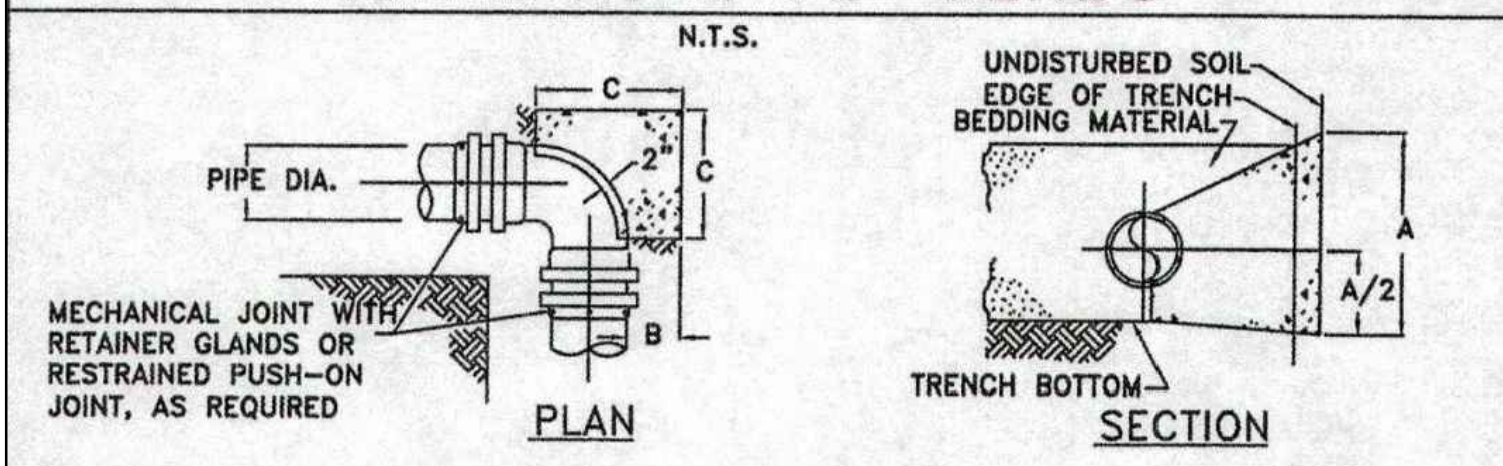 N.T.S.
C
C
2"
PIPE DIA.
B
MECHANICAL JOINT WITH
RETAINER GLANDS OR
RESTRAINED PUSH-ON
JOINT, AS REQUIRED
PLAN
UNDISTURBED SOIL
EDGE OF TRENCH
BEDDING MATERIAL
A
A/2
TRENCH BOTTOM
SECTION